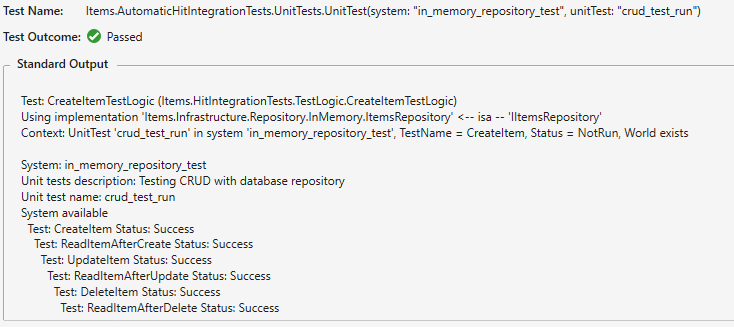 Test Name: Items.AutomaticHitIntegrationTests.UnitTests.UnitTest(system: "in_memory_repository_test", unitTest: "crud_test_run")
Test Outcome: Passed
Standard Output
Test: CreateItemTestLogic (Items.HitIntegrationTests.TestLogic.CreateItemTestLogic)
Using implementation 'Items.Infrastructure.Repository.InMemory.ItemsRepository' <-- isa -- 'IItemsRepository'
Context: UnitTest 'crud_test_run' in system 'in_memory_repository_test', TestName = CreateItem, Status = NotRun, World exists
System: in_memory_repository_test
Unit tests description: Testing CRUD with database repository
Unit test name: crud_test_run
System available
Test: CreateItem Status: Success
Test: ReadItemAfterCreate Status: Success
Test: UpdateItem Status: Success
Test: ReadItemAfterUpdate Status: Success
Test: DeleteItem Status: Success
Test: ReadItemAfterDelete Status: Success